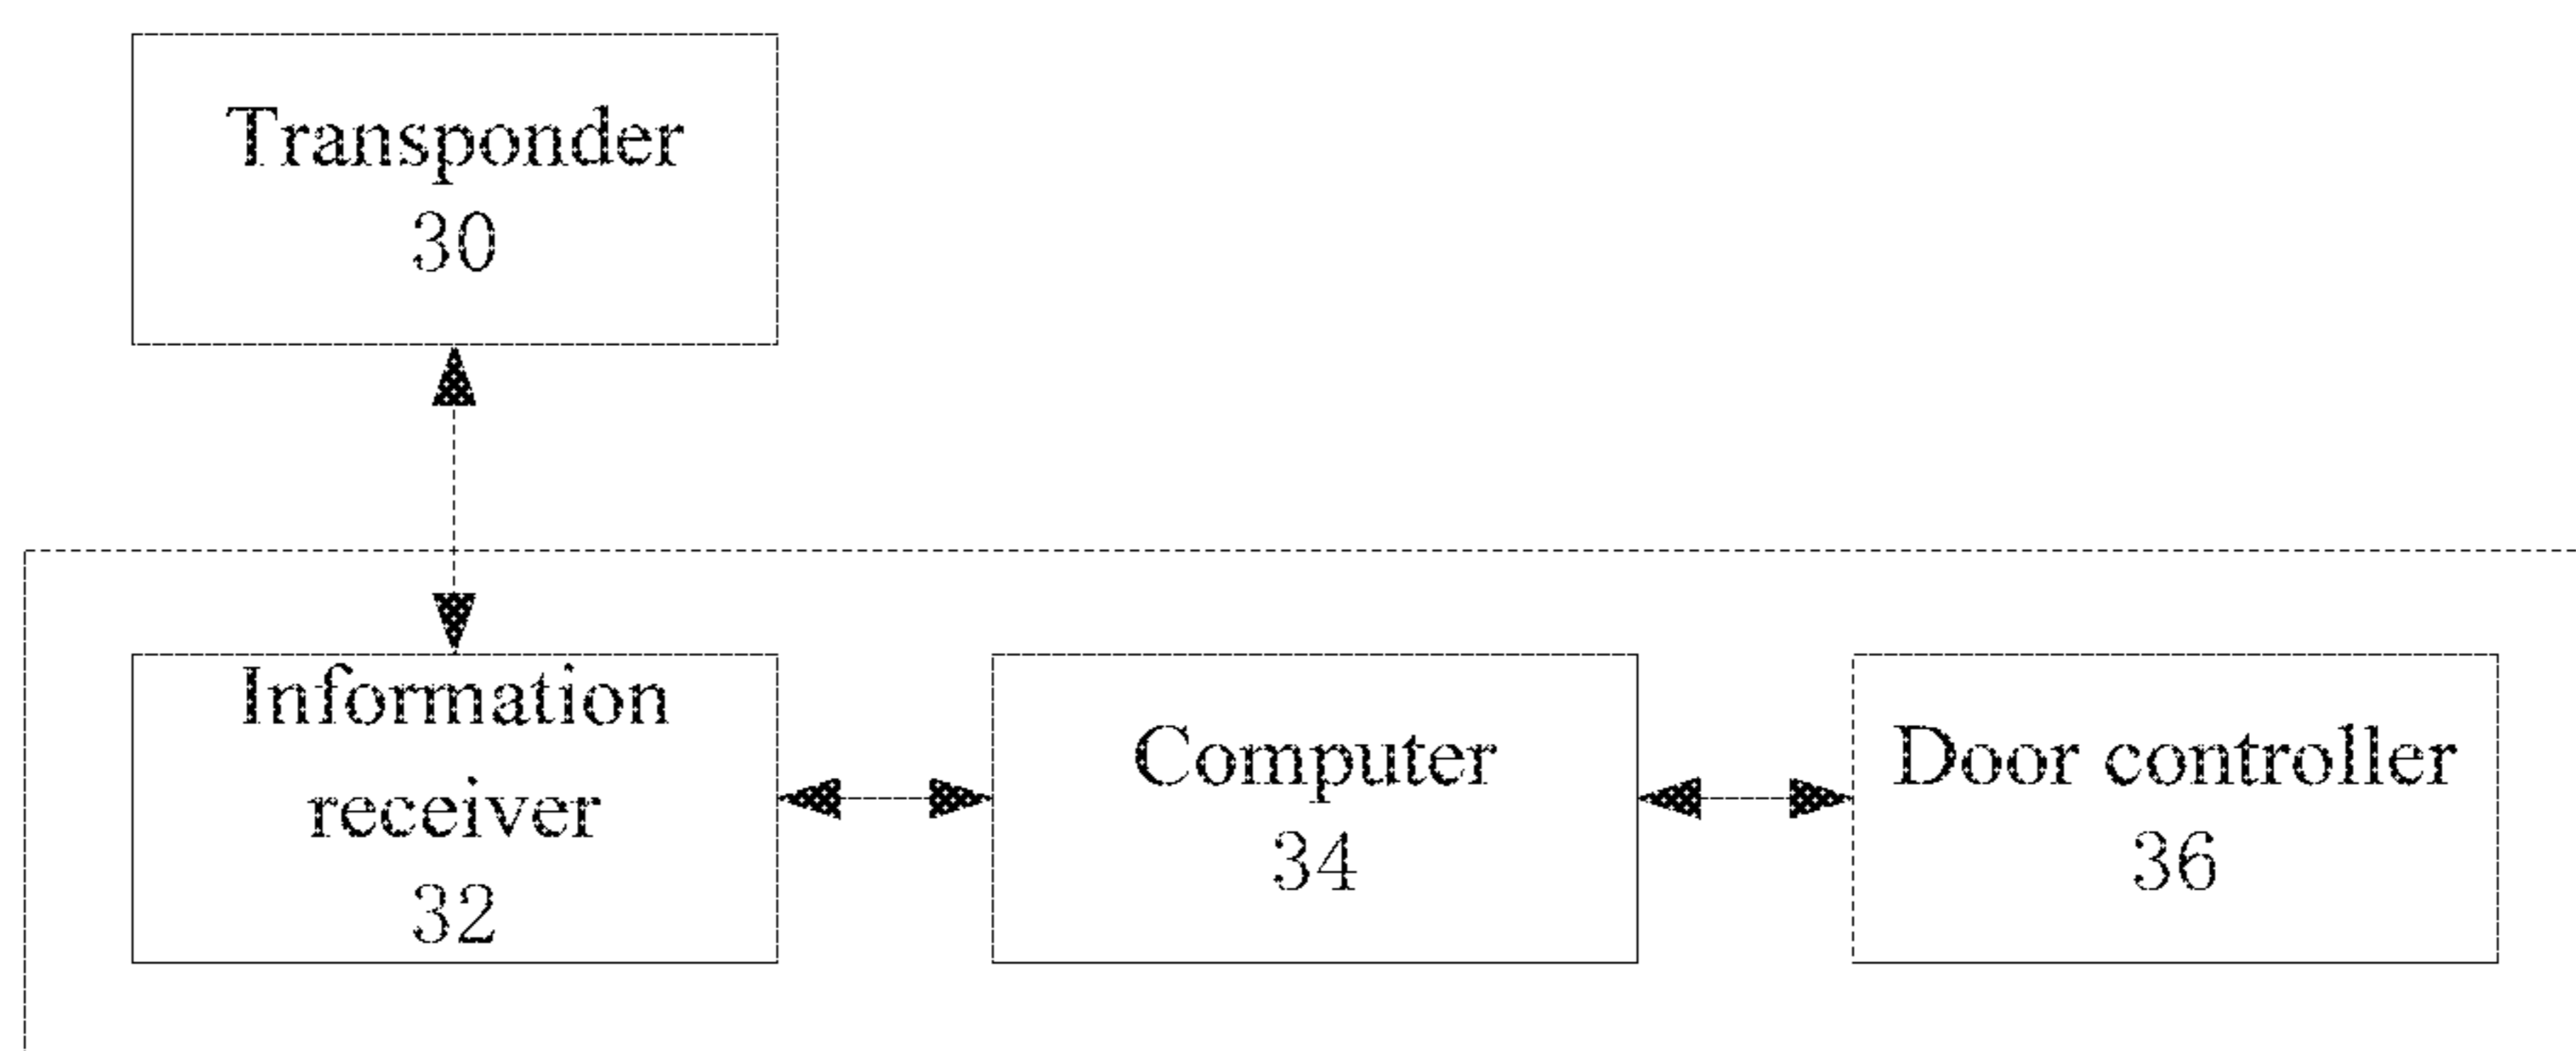 Transponder
30
Information
receiver
32
Computer
34
Door controller
36